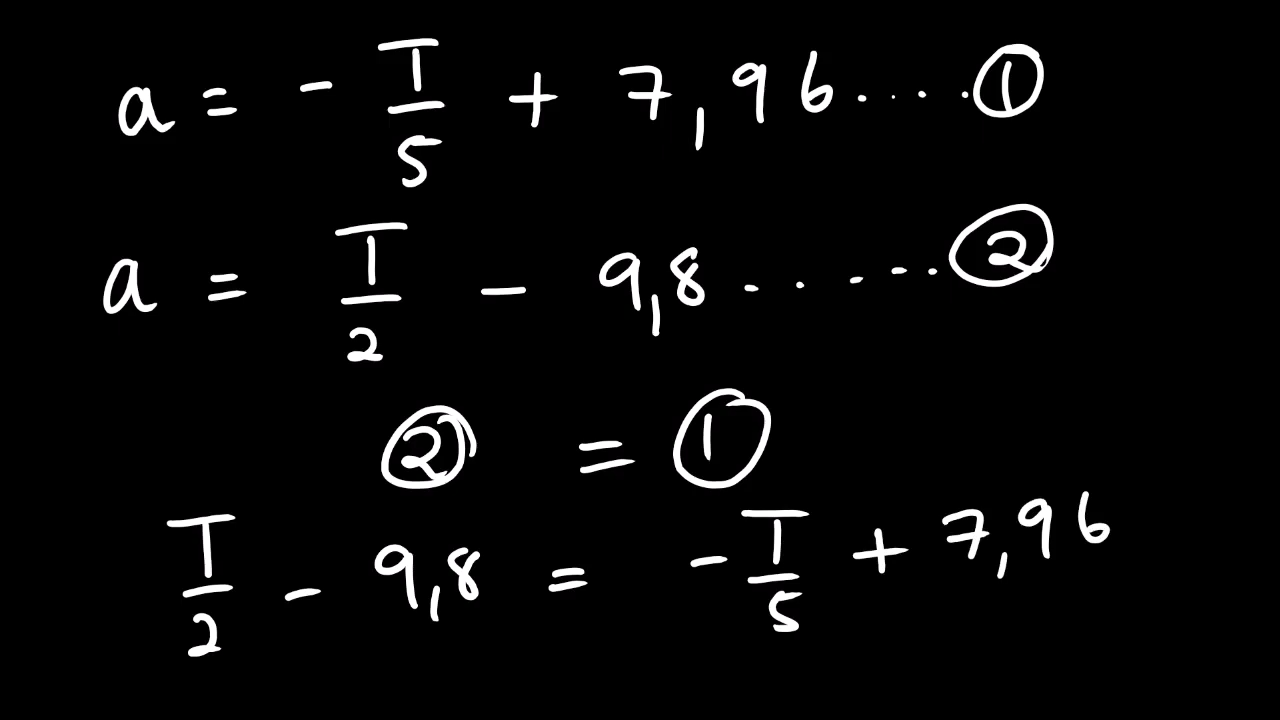 a = - T/5 + 7,96 .... ①
a = T/2 - 9,8 ..... ②
② = ①
T/2 - 9,8 = - T/5 + 7,96